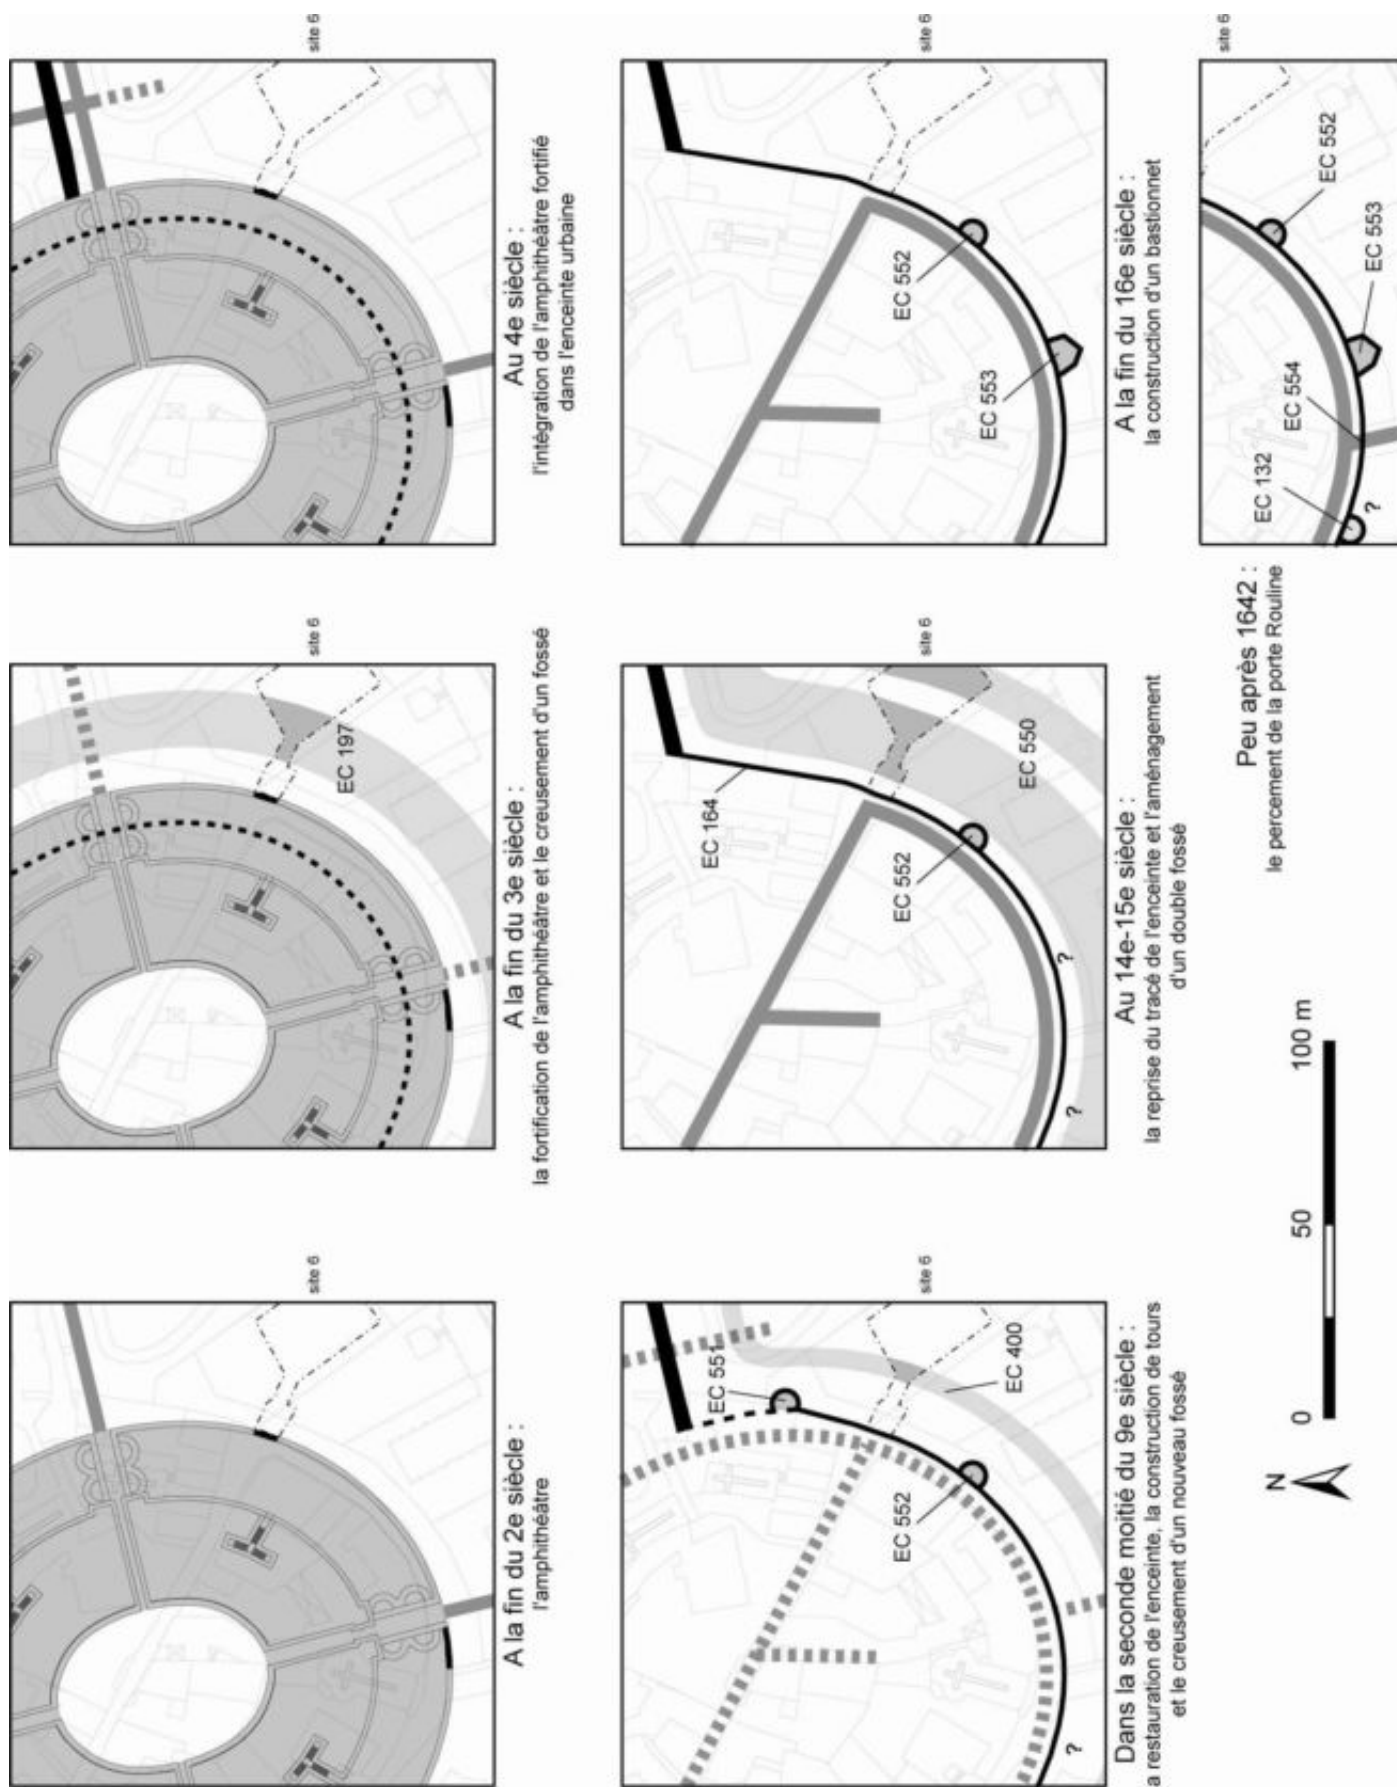 site 6
A la fin du 2e siècle :
l'amphithéâtre
EC 197
site 6
A la fin du 3e siècle :
la fortification de l'amphithéâtre et le creusement d'un fossé
site 6
Au 4e siècle :
l'intégration de l'amphithéâtre fortifié
dans l'enceinte urbaine
EC 551
EC 552
EC 400
?
site 6
Dans la seconde moitié du 9e siècle :
a restauration de l'enceinte, la construction de tours
et le creusement d'un nouveau fossé
EC 164
EC 552
EC 550
?
?
site 6
Au 14e-15e siècle :
la reprise du tracé de l'enceinte et l'aménagement
d'un double fossé
EC 552
EC 553
site 6
A la fin du 16e siècle :
la construction d'un bastionnet
N
0
50
100 m
Peu après 1642 :
le percement de la porte Rouline
site 6
EC 132
EC 554
EC 553
EC 552
?